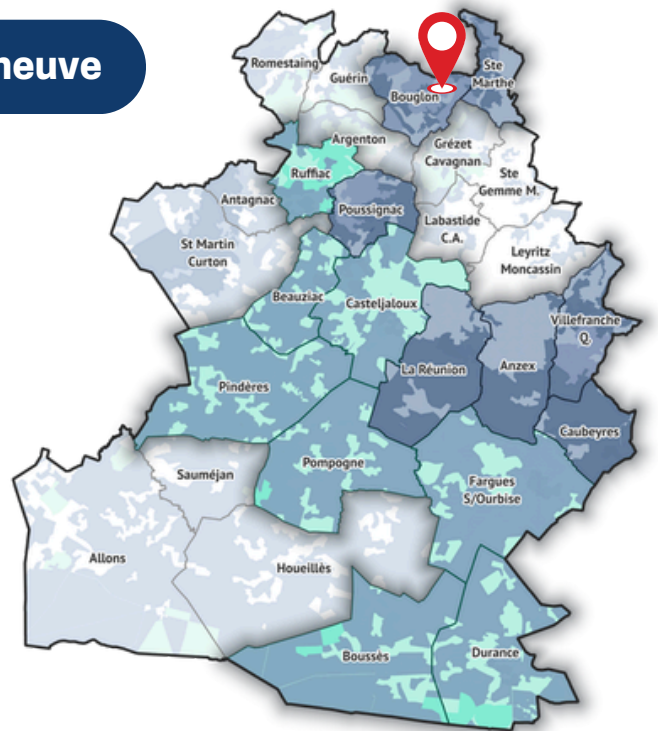 neuve
Romestaing
Guérin
Bouglon
Ste
Marthe
Argenton
Grézet
Cavagnan
Ruffiac
Ste
Gemme M.
Antagnac
Poussignac
Labastide
C.A.
St Martin
Curton
Leyritz
Moncassin
Beauziac
Casteljaloux
Villefranche
Q.
La Réunion
Anzex
Pindères
Caubeyres
Pompogne
Sauméjan
Fargues
S/Ourbise
Allons
Houeillès
Boussès
Durance